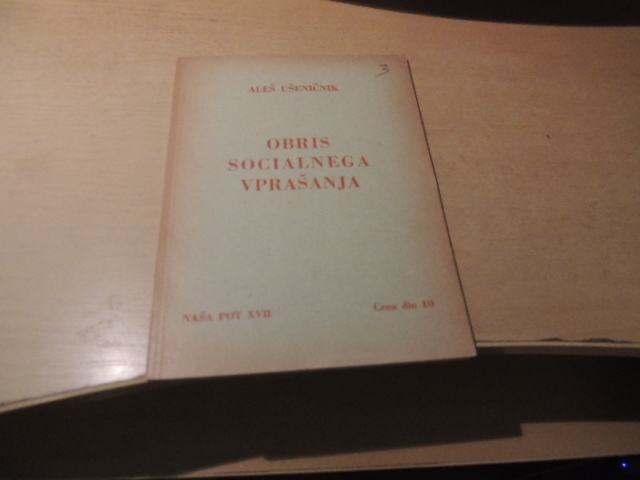 3
ALEŠ UŠENIČNIK
OBRIS
SOCIALNEGA
VPRAŠANJA
NAŠA POT XVII
Cena din 10